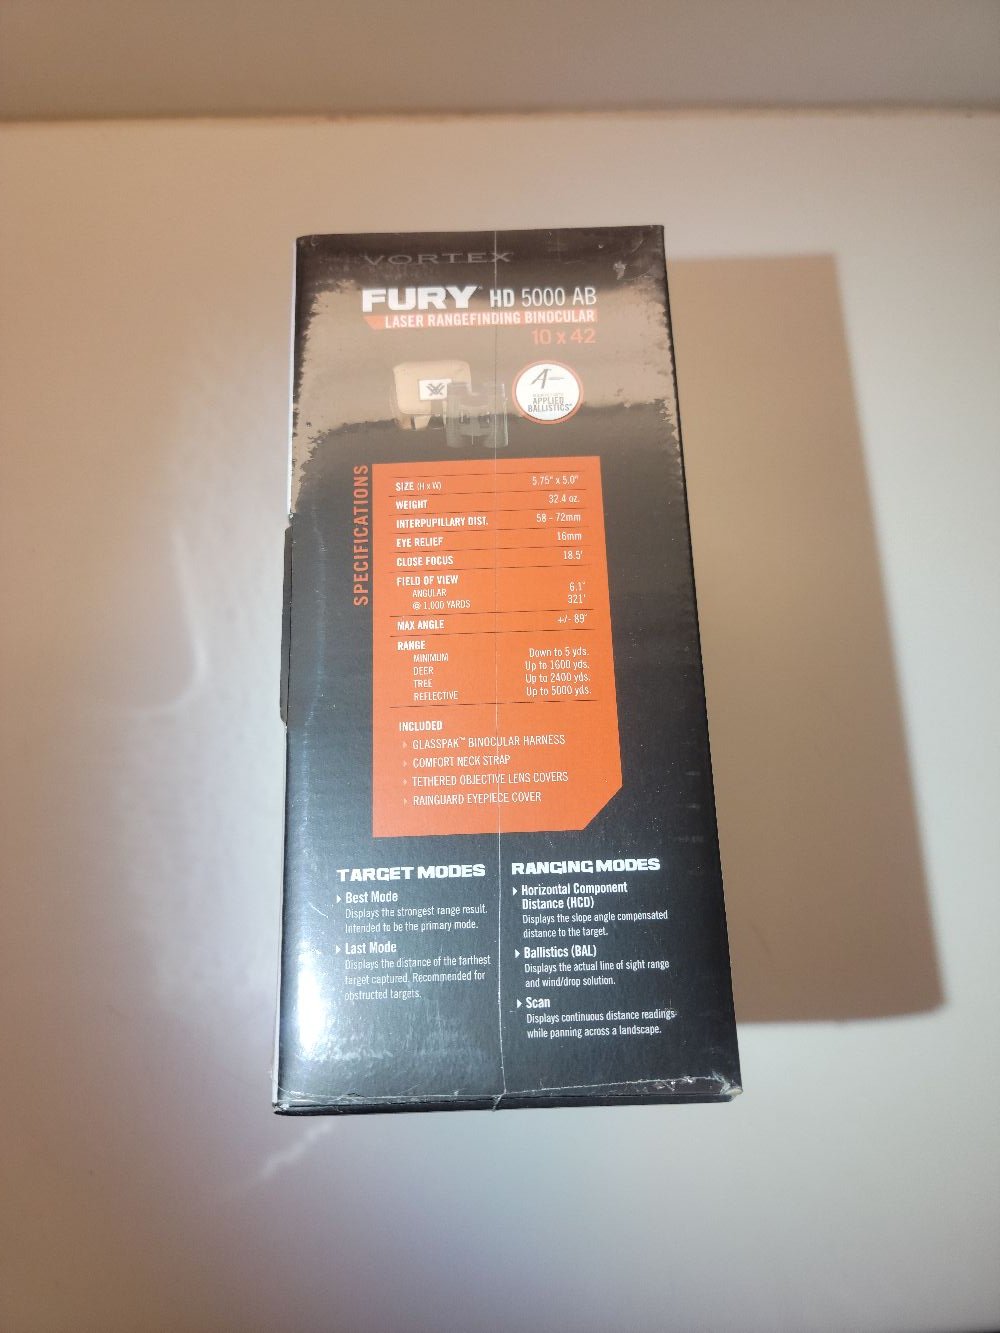 VORTEX
FURY™ HD 5000 AB
LASER RANGEFINDING BINOCULAR
10 x 42
APPLIED
BALLISTICS
SPECIFICATIONS
SIZE (H x W) 5.75" x 5.0"
WEIGHT 32.4 oz.
INTERPUPILLARY DIST. 58 - 72mm
EYE RELIEF 16mm
CLOSE FOCUS 18.5'
FIELD OF VIEW
ANGULAR 6.1°
@ 1,000 YARDS 321'
MAX ANGLE +/- 89°
RANGE
MINIMUM Down to 5 yds.
DEER Up to 1600 yds.
TREE Up to 2400 yds.
REFLECTIVE Up to 5000 yds.
INCLUDED
GLASSPAK™ BINOCULAR HARNESS
COMFORT NECK STRAP
TETHERED OBJECTIVE LENS COVERS
RAINGUARD EYEPIECE COVER
TARGET MODES
Best Mode
Displays the strongest range result.
Intended to be the primary mode.
Last Mode
Displays the distance of the farthest
target captured. Recommended for
obstructed targets.
RANGING MODES
Horizontal Component
Distance (HCD)
Displays the slope angle compensated
distance to the target.
Ballistics (BAL)
Displays the actual line of sight range
and wind/drop solution.
Scan
Displays continuous distance readings
while panning across a landscape.